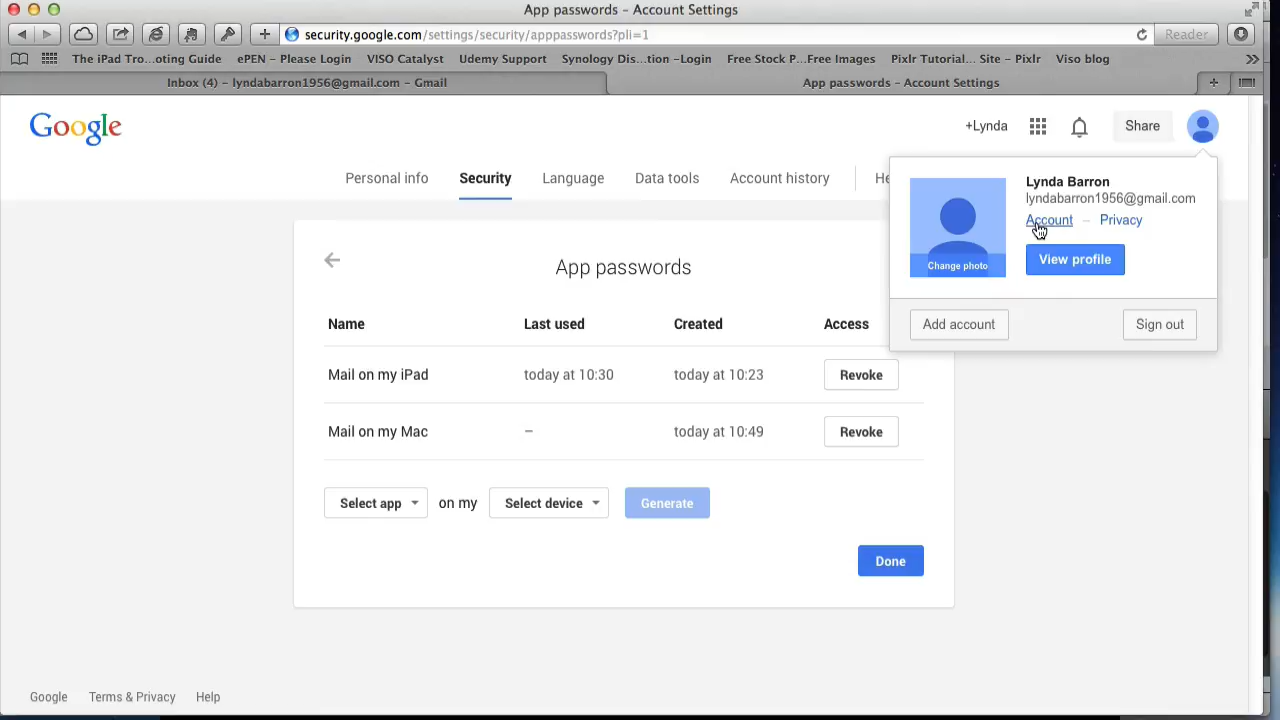 App passwords - Account Settings
security.google.com/settings/security/apppasswords?pli=1
Reader
The iPad Tro...oting Guide ePEN - Please Login VISO Catalyst Udemy Support Synology Dis...tion -Login Free Stock P...Free Images Pixlr Tutorial... Site - Pixlr Viso blog
Inbox (4) - lyndabarron1956@gmail.com - Gmail
App passwords - Account Settings
Google
+Lynda
Share
Personal info Security Language Data tools Account history He
Lynda Barron
lyndabarron1956@gmail.com
Account – Privacy
View profile
Change photo
Add account
Sign out
App passwords
Name Last used Created Access
Mail on my iPad today at 10:30 today at 10:23 Revoke
Mail on my Mac – today at 10:49 Revoke
Select app on my Select device Generate
Done
Google Terms & Privacy Help